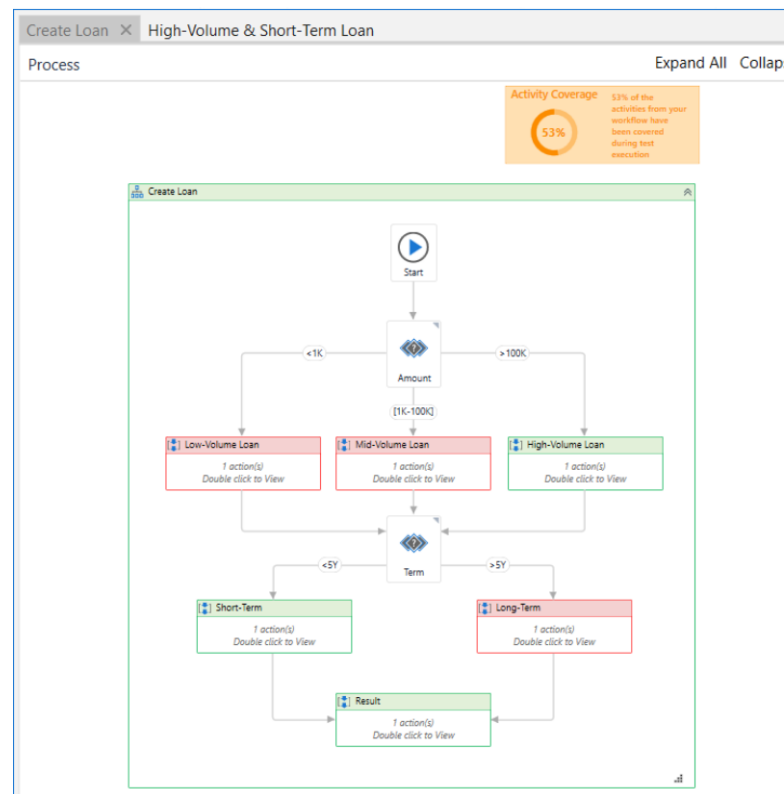 Create Loan
High-Volume & Short-Term Loan
Process
Expand All
Collap
Activity Coverage
53%
53% of the
activities from your
workflow have
been covered
during test
execution
Create Loan
Start
Amount
<1K
>100K
[1K-100K]
Low-Volume Loan
1 action(s)
Double click to View
Mid-Volume Loan
1 action(s)
Double click to View
High-Volume Loan
1 action(s)
Double click to View
Term
<5Y
>5Y
Short-Term
1 action(s)
Double click to View
Long-Term
1 action(s)
Double click to View
Result
1 action(s)
Double click to View